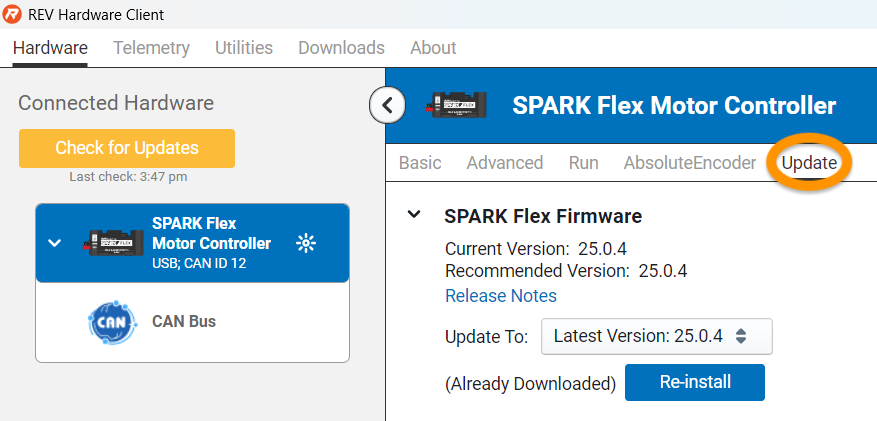 REV Hardware Client
Hardware Telemetry Utilities Downloads About
Connected Hardware
Check for Updates
Last check: 3:47 pm
SPARK Flex
Motor Controller
USB; CAN ID 12
CAN
CAN Bus
SPARK Flex Motor Controller
Basic Advanced Run AbsoluteEncoder Update
SPARK Flex Firmware
Current Version: 25.0.4
Recommended Version: 25.0.4
Release Notes
Update To: Latest Version: 25.0.4
(Already Downloaded) Re-install